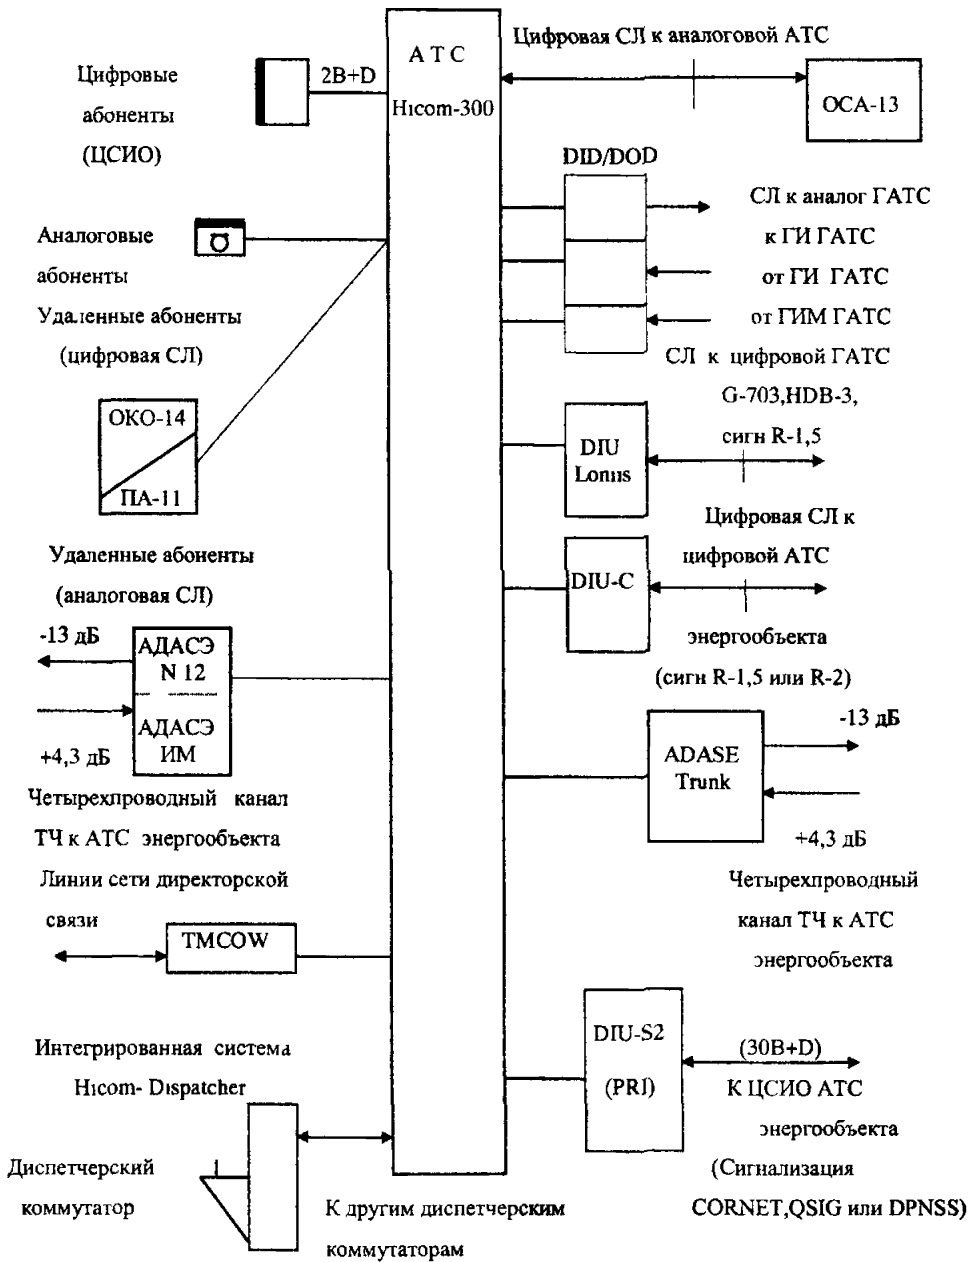 А Т С
Hicom-300
Цифровые
абоненты
(ЦСИО)
2B+D
Аналоговые
абоненты
Удаленные абоненты
(цифровая СЛ)
ОКО-14
ПА-11
Удаленные абоненты
(аналоговая СЛ)
-13 дБ
+4,3 дБ
АДАСЭ
N 12
АДАСЭ
ИМ
Четырехпроводный канал
ТЧ к АТС энергообъекта
Линии сети директорской
связи
TMCOW
Интегрированная система
Hicom- Dispatcher
Диспетчерский
коммутатор
К другим диспетчерским
коммутаторам
Цифровая СЛ к аналоговой АТС
ОСА-13
DID/DOD
СЛ к аналог ГАТС
к ГИ ГАТС
от ГИ ГАТС
от ГИМ ГАТС
СЛ к цифровой ГАТС
G-703,HDB-3,
сигн R-1,5
DIU
Lonis
Цифровая СЛ к
цифровой АТС
DIU-C
энергообъекта
(сигн R-1,5 или R-2)
ADASE
Trunk
-13 дБ
+4,3 дБ
Четырехпроводный
канал ТЧ к АТС
энергообъекта
DIU-S2
(PRI)
(30B+D)
К ЦСИО АТС
энергообъекта
(Сигнализация
CORNET,QSIG или DPNSS)